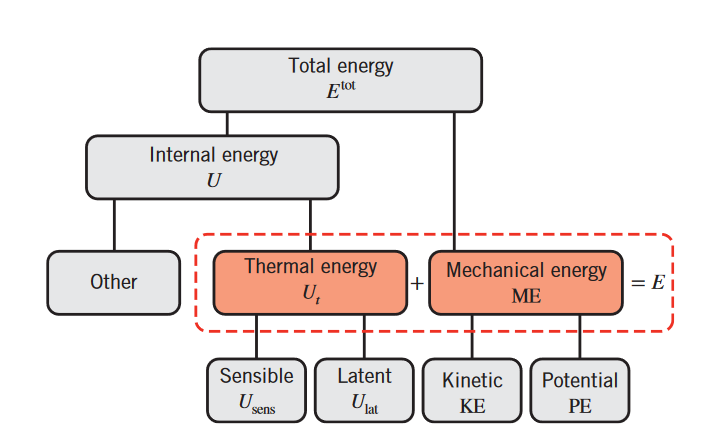 Total energy
E^tot
Internal energy
U
Other
Thermal energy
U_t
+
Mechanical energy
ME
= E
Sensible
U_sens
Latent
U_lat
Kinetic
KE
Potential
PE